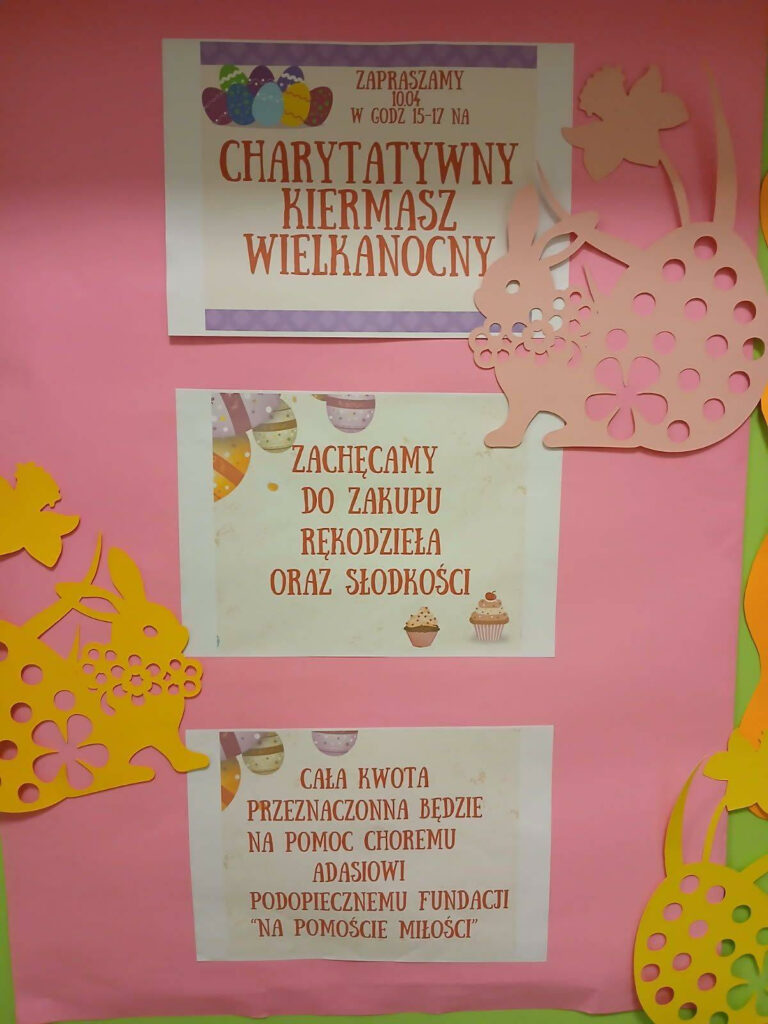 ZAPRASZAMY
10.04
W GODZ 15-17 NA
CHARYTATYWNY
KIERMASZ
WIELKANOCNY
ZACHĘCAMY
DO ZAKUPU
RĘKODZIEŁA
ORAZ SŁODKOŚCI
CAŁA KWOTA
PRZEZNACZONNA BĘDZIE
NA POMOC CHOREMU
ADASIOWI
PODOPIECZNEMU FUNDACJI
"NA POMOŚCIE MIŁOŚCI"